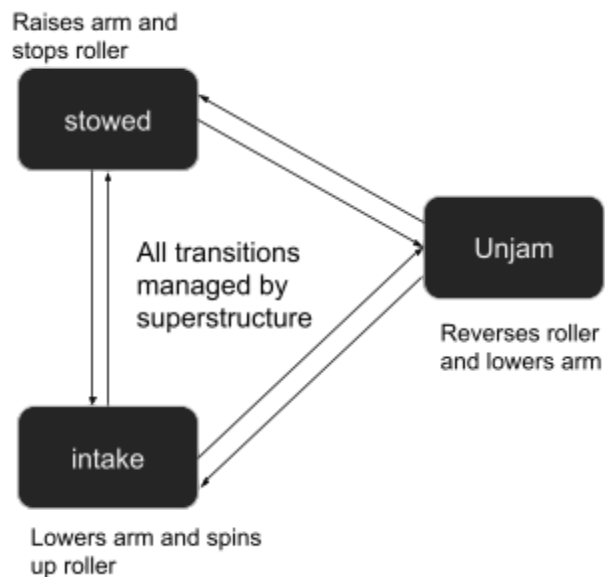 Raises arm and
stops roller
stowed
All transitions
managed by
superstructure
Unjam
Reverses roller
and lowers arm
intake
Lowers arm and spins
up roller